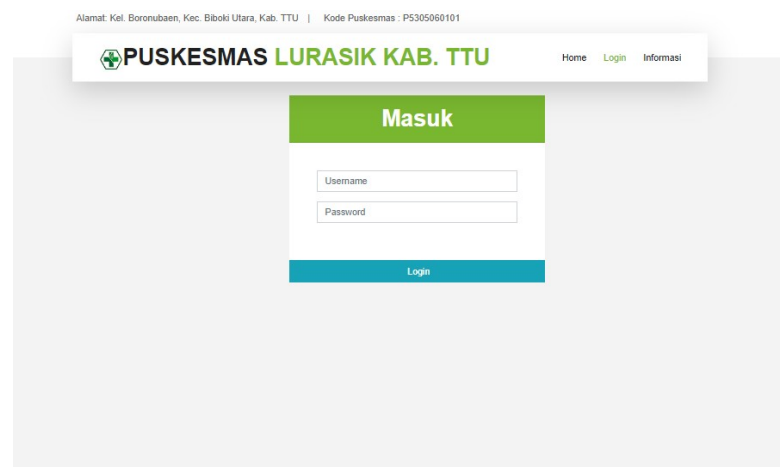 Alamat: Kel. Boronubaen, Kec. Biboki Utara, Kab. TTU | Kode Puskesmas : P5305060101
PUSKESMAS LURASIK KAB. TTU
Home Login Informasi
Masuk
Username
Password
Login